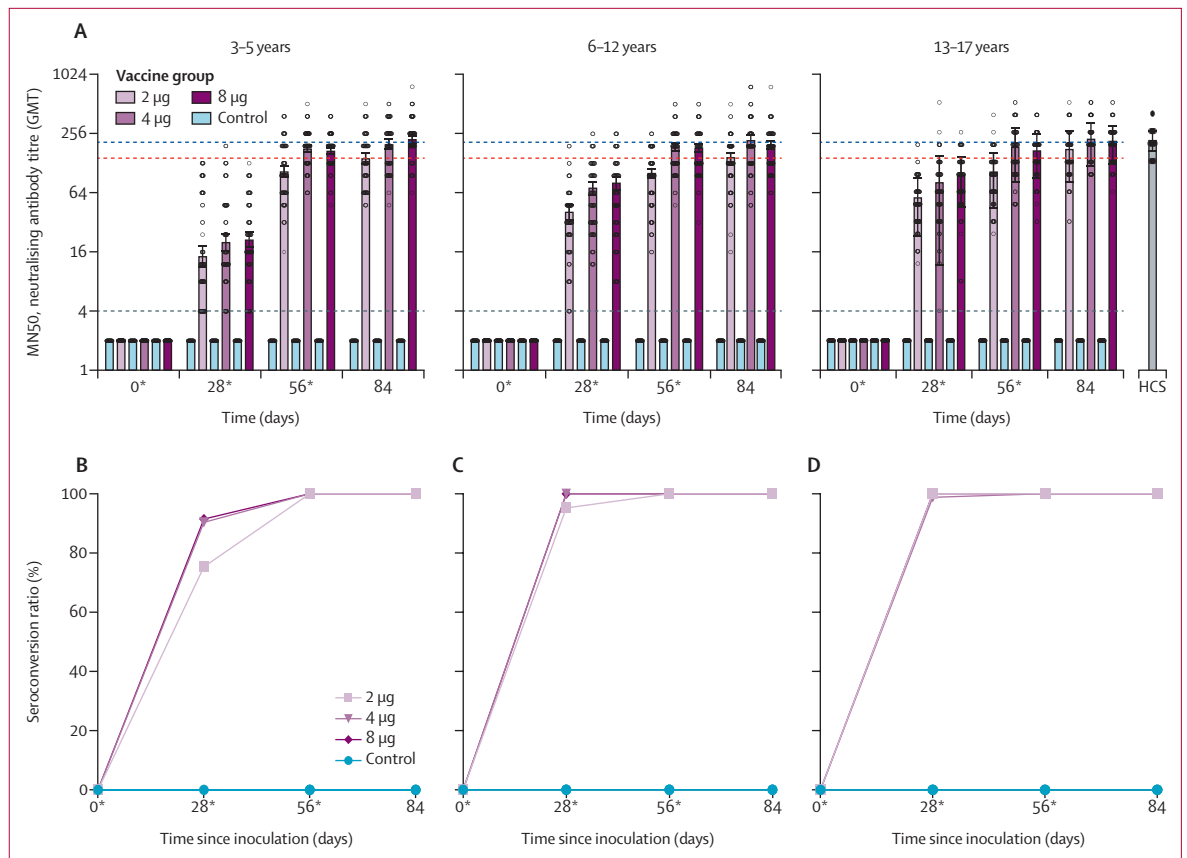 A
3–5 years
6–12 years
13–17 years
MN50, neutralising antibody titre (GMT)
1024
256
64
16
4
1
Vaccine group
2 µg
8 µg
4 µg
Control
0* 28* 56* 84
0* 28* 56* 84
0* 28* 56* 84 HCS
Time (days)
Time (days)
Time (days)
B
C
D
Seroconversion ratio (%)
100
80
60
40
20
0
2 µg
4 µg
8 µg
Control
0* 28* 56* 84
0* 28* 56* 84
0* 28* 56* 84
Time since inoculation (days)
Time since inoculation (days)
Time since inoculation (days)